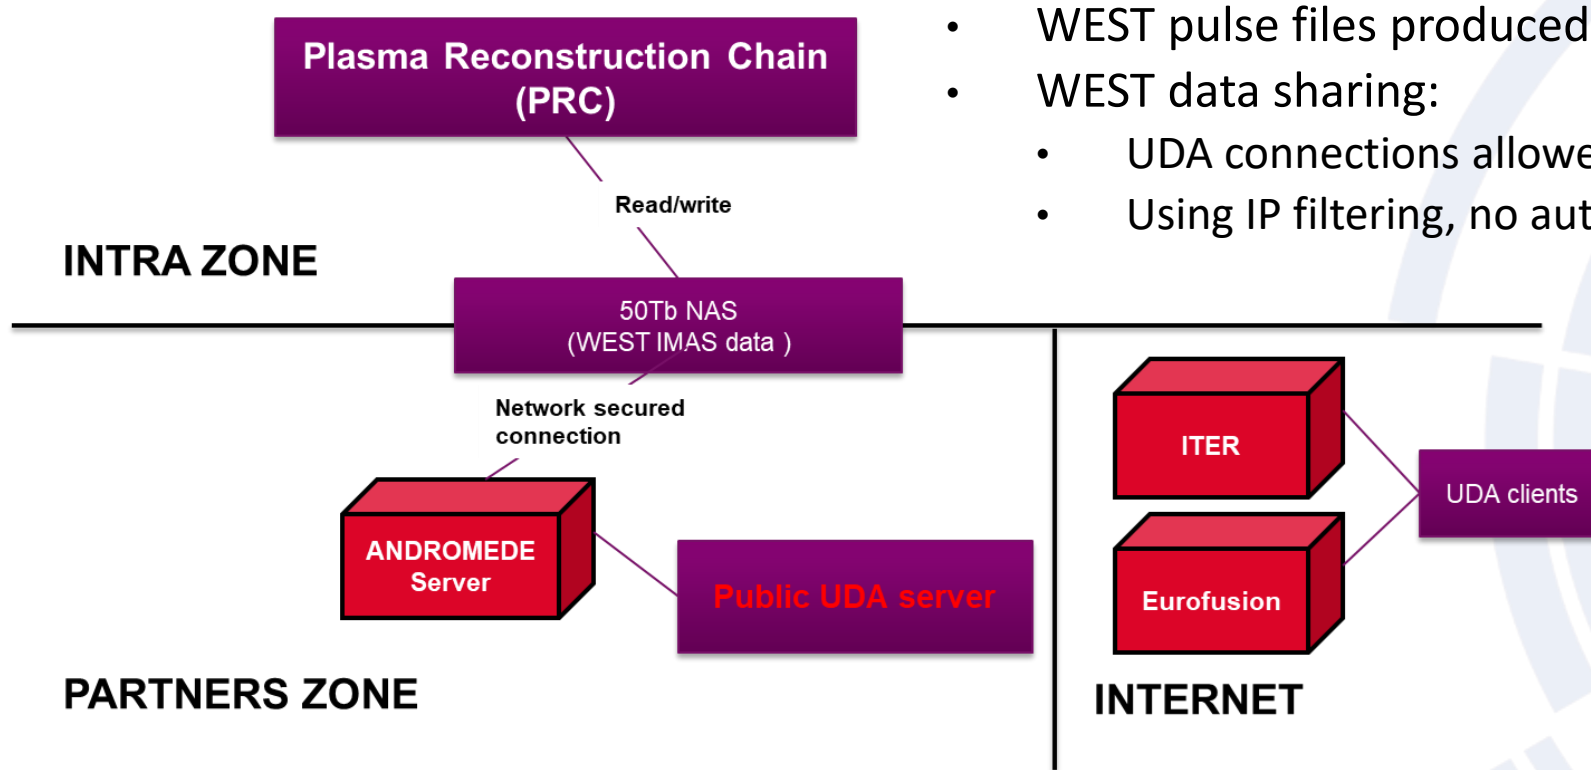 Plasma Reconstruction Chain
(PRC)
• WEST pulse files produced
• WEST data sharing:
• UDA connections
• Using IP filtering, no
Read/write
INTRA ZONE
50Tb NAS
(WEST IMAS data )
Network secured
connection
ANDROMEDE
Server
Public UDA server
PARTNERS ZONE
ITER
Eurofusion
UDA clients
INTERNET